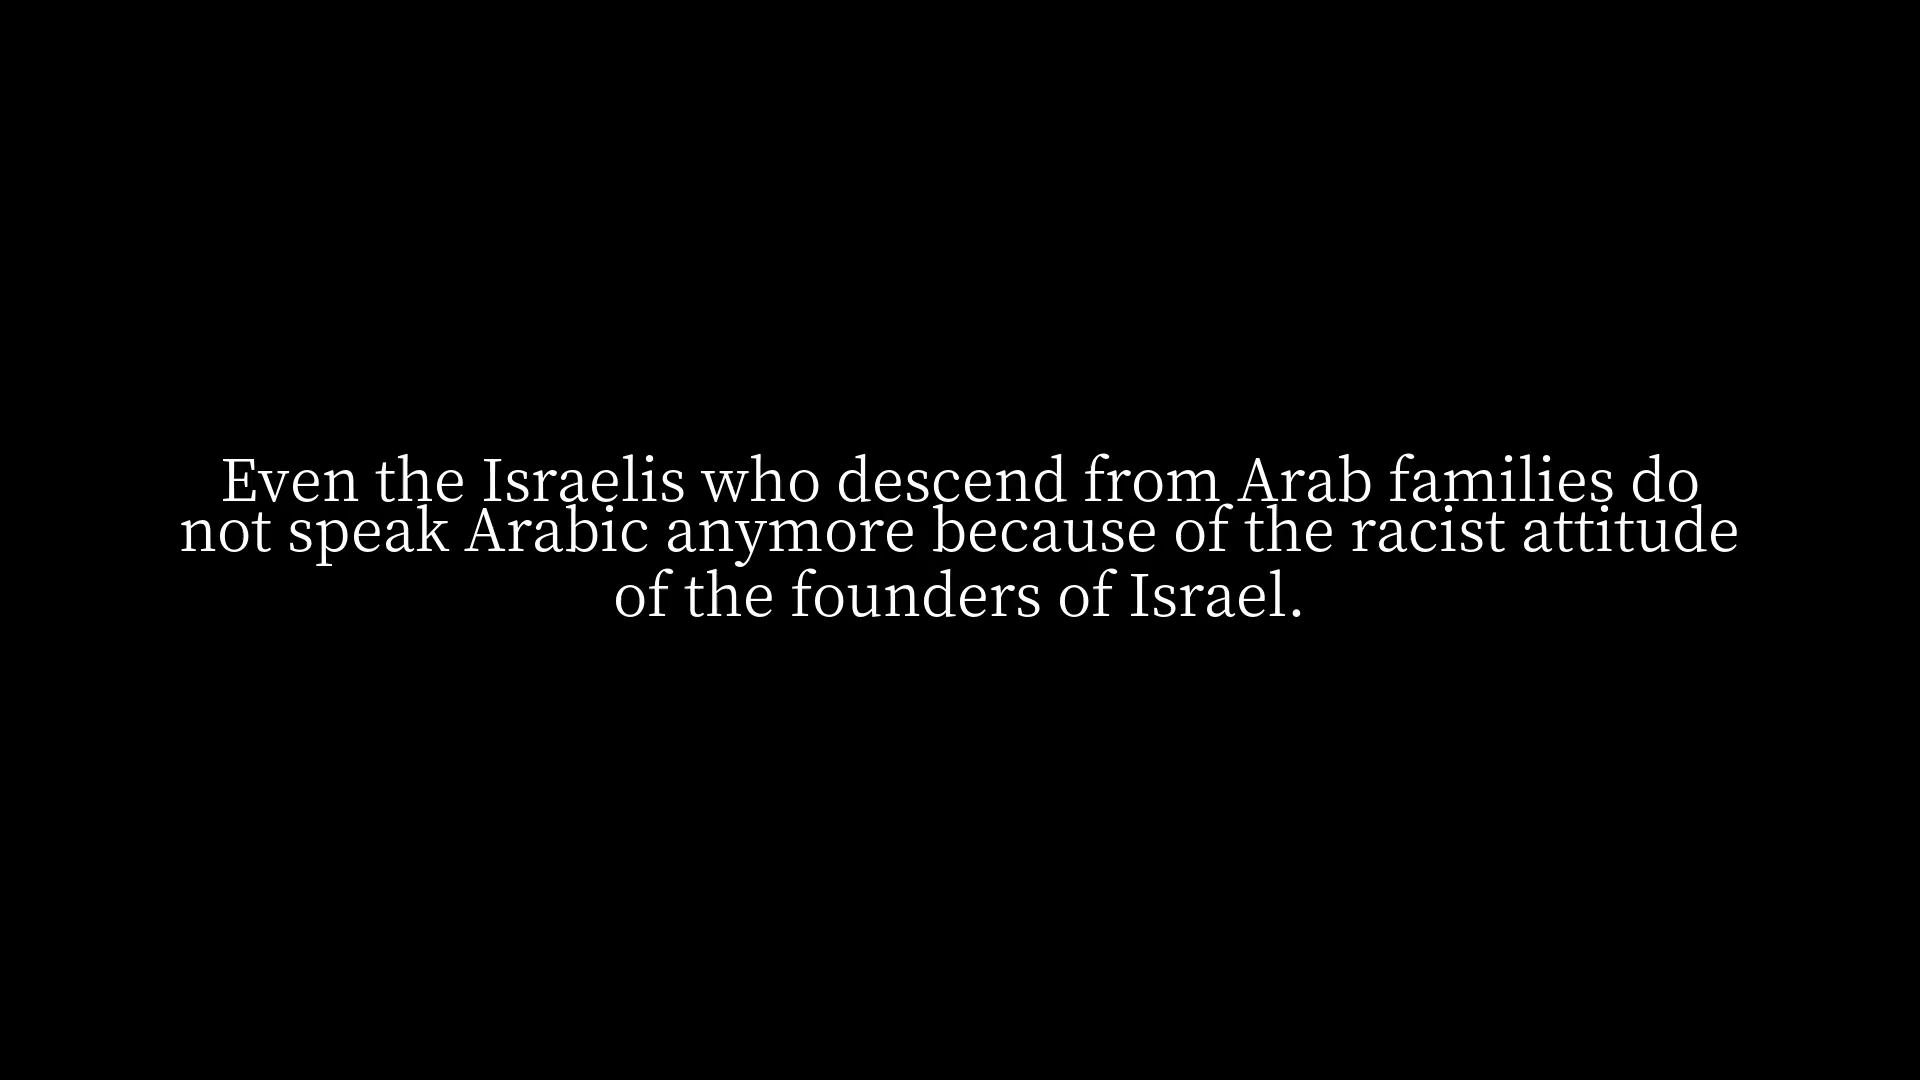 Even the Israelis who descend from Arab families do
not speak Arabic anymore because of the racist attitude
of the founders of Israel.